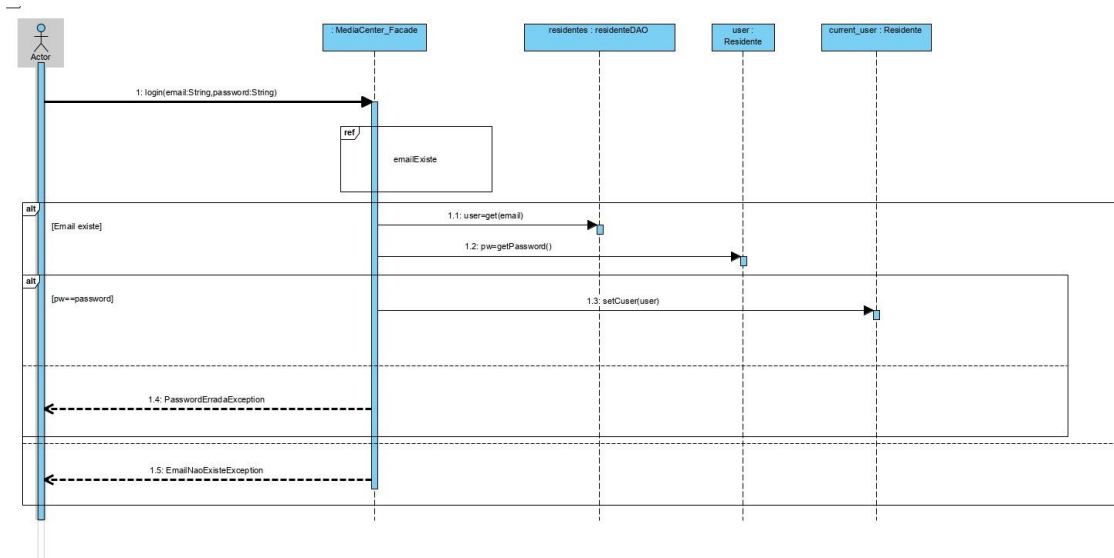 : MediaCenter_Facade
residentes : residenteDAO
user :
Residente
current_user : Residente
Actor
1: login(email:String,password:String)
ref
emailExiste
alt
[Email existe]
1.1: user=get(email)
1.2: pw=getPassword()
alt
[pw==password]
1.3: setCuser(user)
1.4: PasswordErradaException
1.5: EmailNaoExisteException